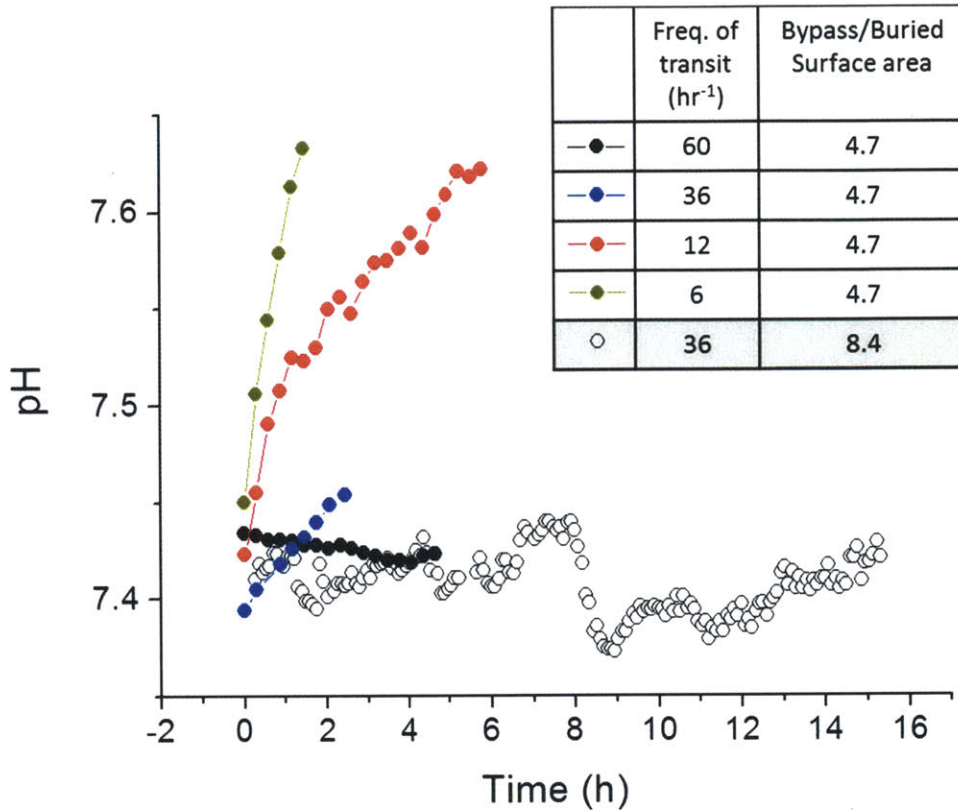 Freq. of transit (hr⁻¹) Bypass/Buried Surface area
60 4.7
36 4.7
12 4.7
6 4.7
36 8.4
pH
7.6
7.5
7.4
-2 0 2 4 6 8 10 12 14 16
Time (h)